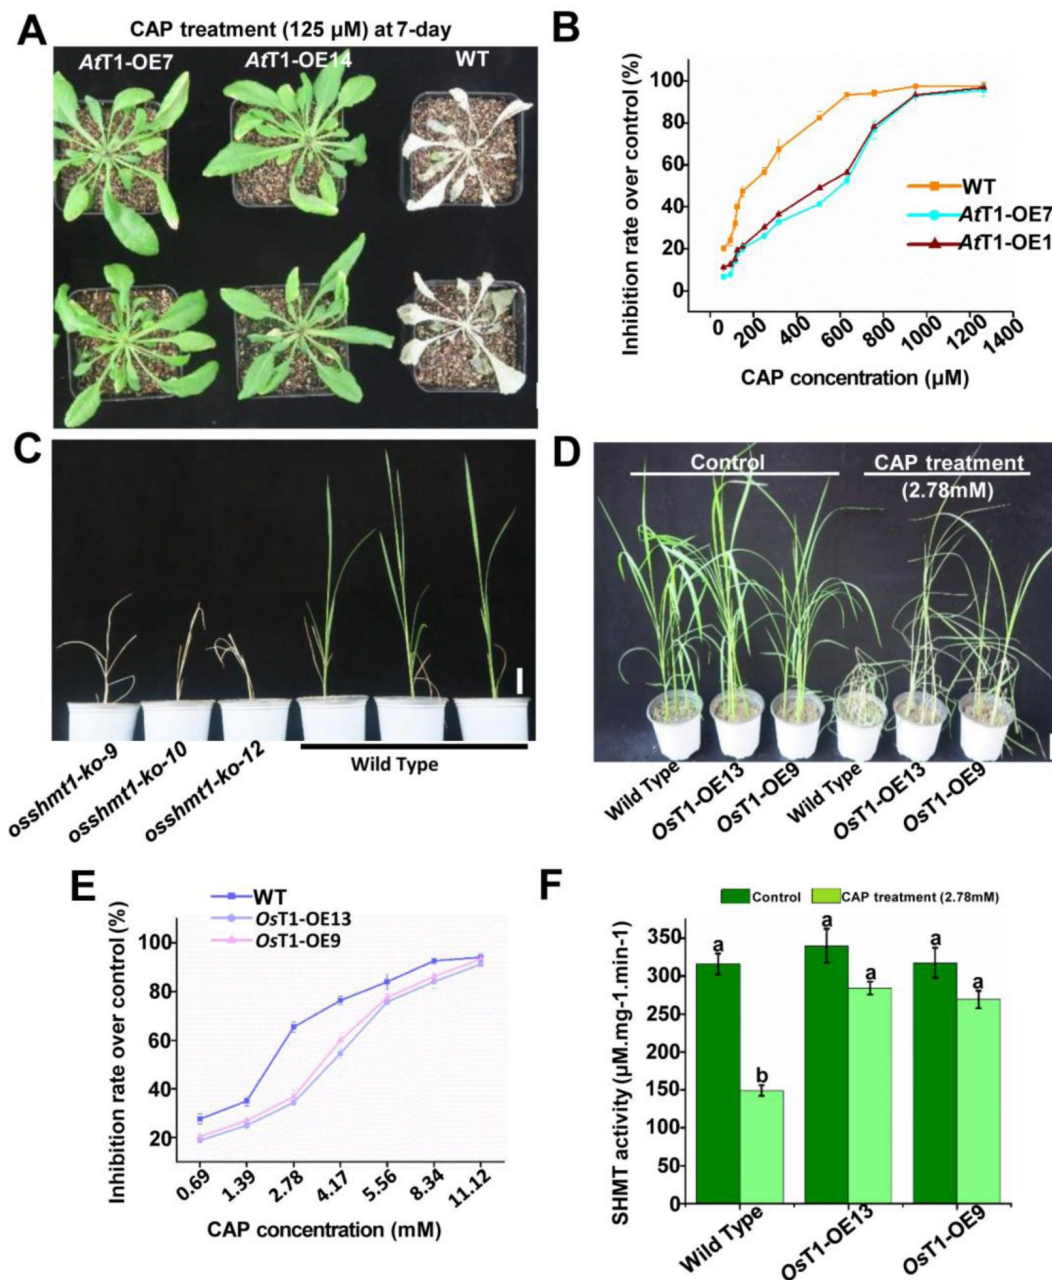 A
CAP treatment (125 µM) at 7-day
AtT1-OE7 AtT1-OE14 WT
B
Inhibition rate over control (%)
100
80
60
40
20
0
WT
AtT1-OE7
AtT1-OE1
0 200 400 600 800 1000 1200 1400
CAP concentration (µM)
C
osshmt1-ko-9
osshmt1-ko-10
osshmt1-ko-12
Wild Type
D
Control
CAP treatment
(2.78mM)
Wild Type
OsT1-OE13
OsT1-OE9
Wild Type
OsT1-OE13
OsT1-OE9
E
WT
OsT1-OE13
OsT1-OE9
Inhibition rate over control (%)
100
80
60
40
20
0.69 1.39 2.78 4.17 5.56 8.34 11.12
CAP concentration (mM)
F
Control CAP treatment (2.78mM)
SHMT activity (µM.mg-1.min-1)
350
300
250
200
150
100
50
0
a b a a a a
Wild Type
OsT1-OE13
OsT1-OE9